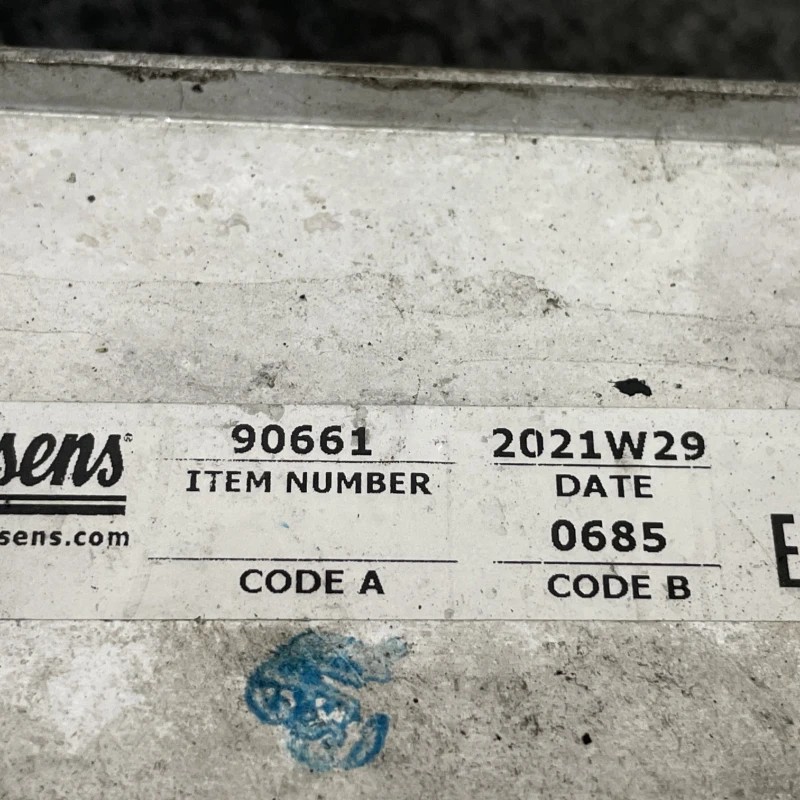 sens®
90661
2021W29
ITEM NUMBER
DATE
sens.com
0685
E
CODE A
CODE B